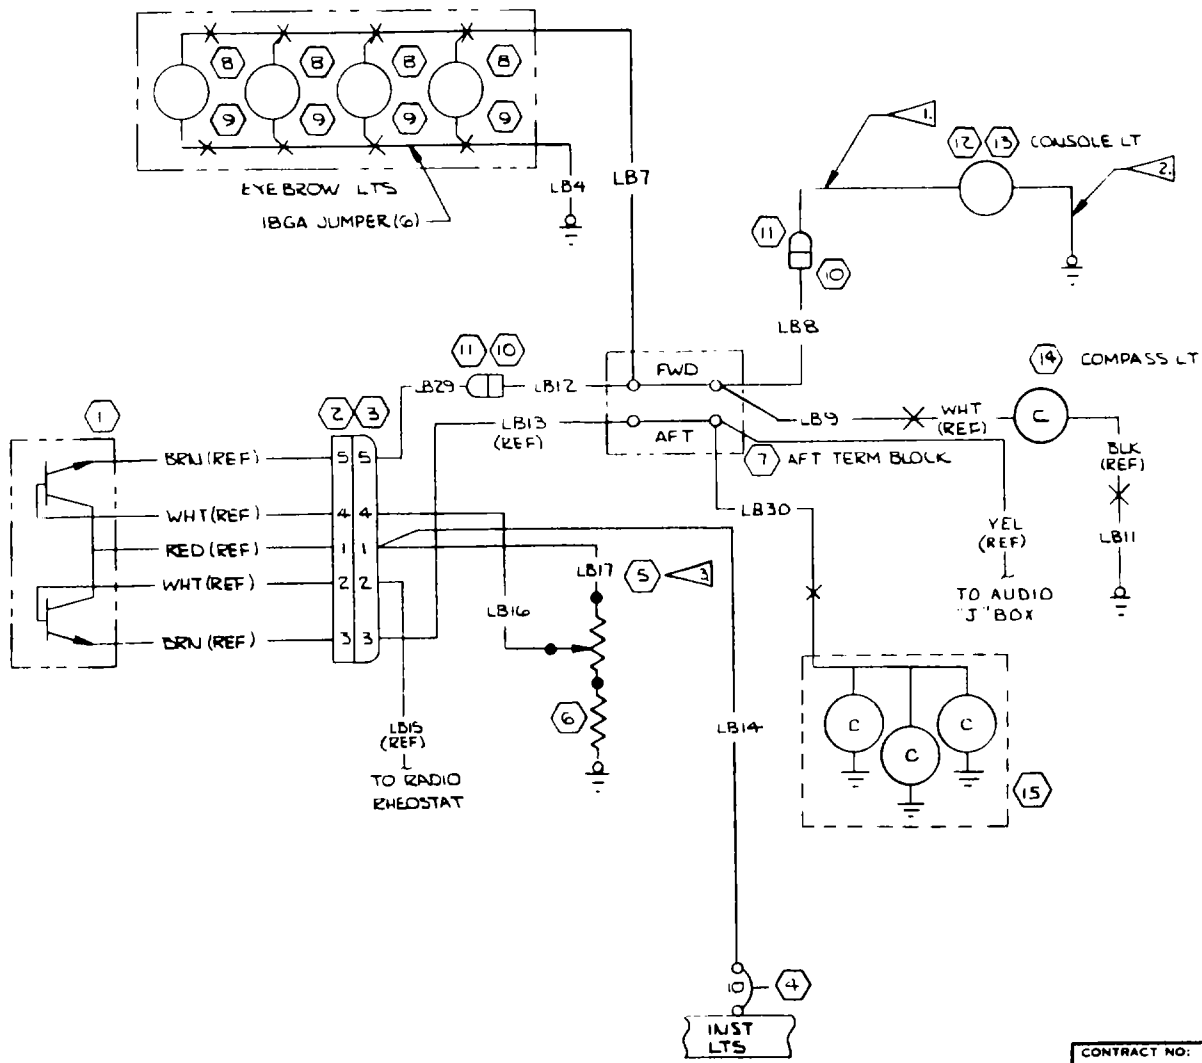 8 8 8 8
9 9 9 9
EYEBROW LTS
18GA JUMPER (6)
LB4
LB7
1.
12 13 CONSOLE LT
2.
11
10
LB8
11 10
LB29
LB12
FWD
14 COMPASS LT
LB9
WHT
(REF)
C
BLK
(REF)
LB11
1
2 3
LB13
(REF)
AFT
7 AFT TERM BLOCK
BRN (REF) 5 5
WHT (REF) 4 4
RED (REF) 1 1
WHT (REF) 2 2
BRN (REF) 3 3
LB30
YEL
(REF)
TO AUDIO
"J" BOX
LB17
5 3
LB16
6
LB15
(REF)
TO RADIO
RHEOSTAT
LB14
C C C
15
10
4
INST
LTS
CONTRACT NO: